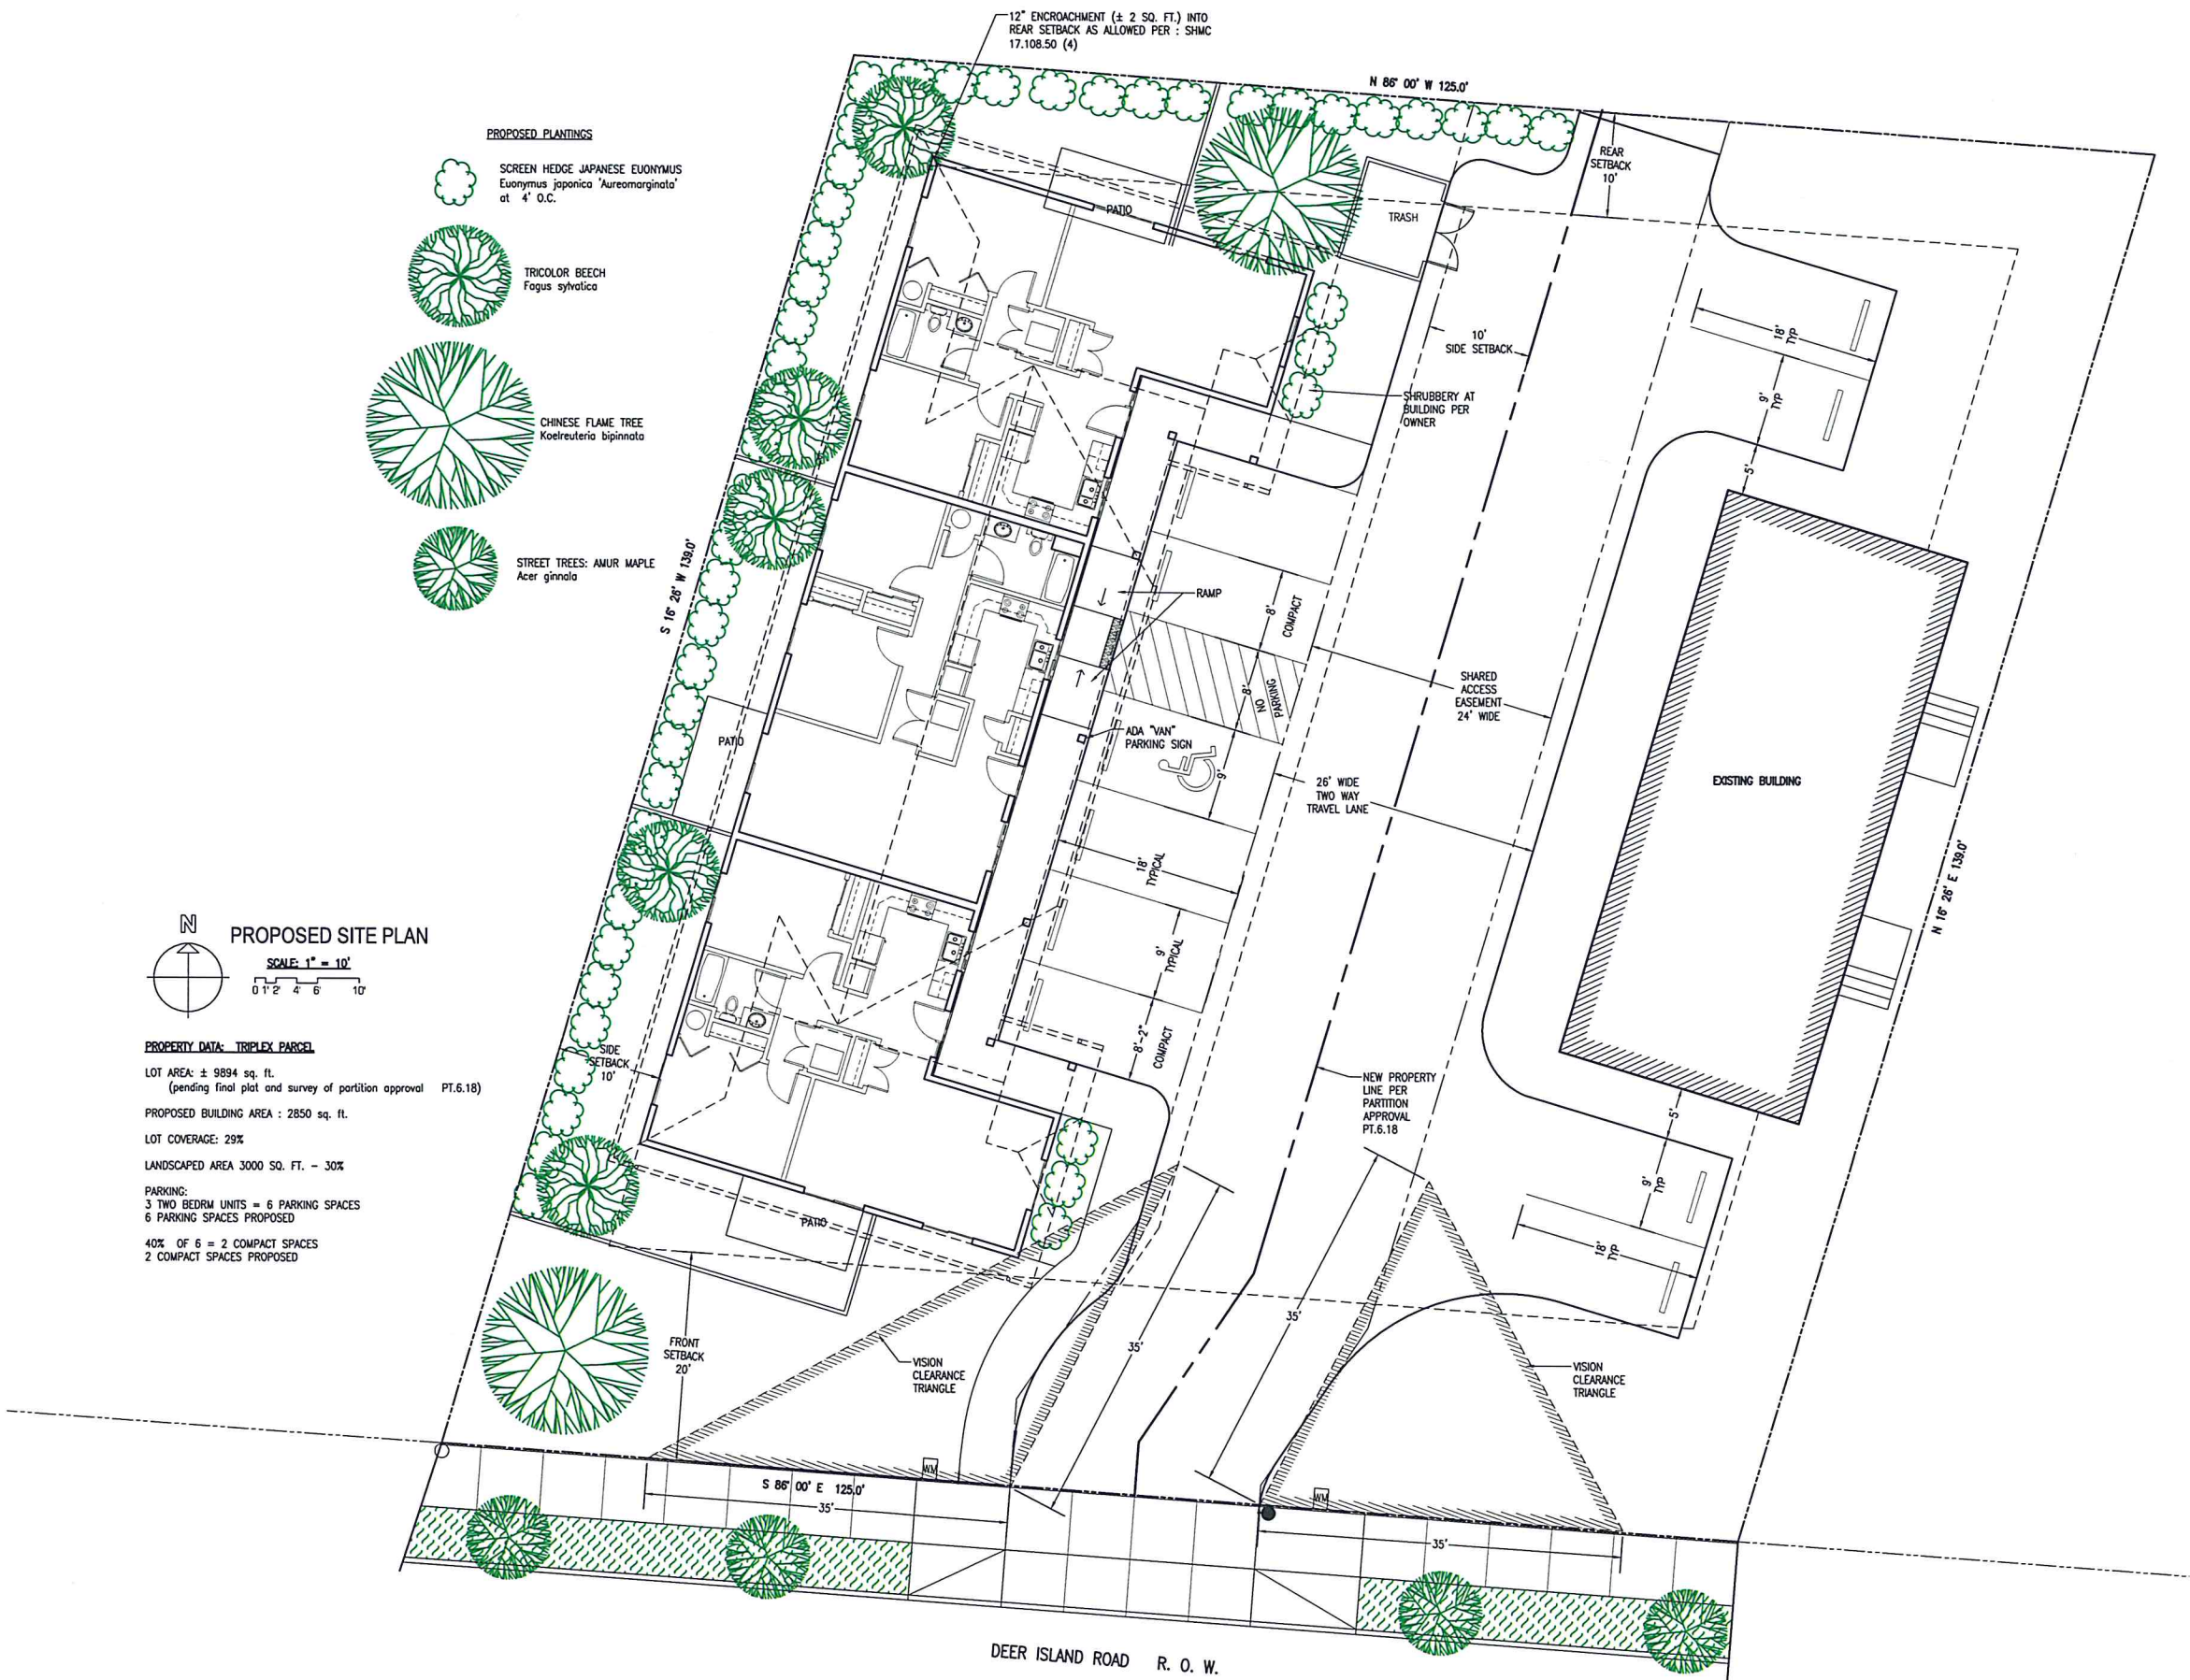 12" ENCROACHMENT (± 2 SQ. FT.) INTO
REAR SETBACK AS ALLOWED PER : SHMC
17.108.50 (4)
N 86° 00' W 125.0'
PROPOSED PLANTINGS
SCREEN HEDGE JAPANESE EUONYMUS
Euonymus japonica 'Aureomarginata'
at 4' O.C.
TRICOLOR BEECH
Fagus sylvatica
CHINESE FLAME TREE
Koelreuteria bipinnata
STREET TREES: AMUR MAPLE
Acer ginnala
REAR
SETBACK
10'
PATIO
TRASH
10'
SIDE SETBACK
18'
TYP
9'
TYP
5'
SHRUBBERY AT
BUILDING PER
OWNER
S 16° 26' W 139.0'
RAMP
8'
COMPACT
8'
NO
PARKING
SHARED
ACCESS
EASEMENT
24' WIDE
PATIO
ADA "VAN"
PARKING SIGN
9'
26' WIDE
TWO WAY
TRAVEL LANE
EXISTING BUILDING
18'
TYPICAL
9'
TYPICAL
8'-2"
COMPACT
N 16° 26' E 139.0'
N
PROPOSED SITE PLAN
SCALE: 1" = 10'
0 1' 2' 4' 6' 10'
PROPERTY DATA: TRIPLEX PARCEL
LOT AREA: ± 9894 sq. ft.
(pending final plat and survey of partition approval PT.6.18)
PROPOSED BUILDING AREA : 2850 sq. ft.
LOT COVERAGE: 29%
LANDSCAPED AREA 3000 SQ. FT. - 30%
PARKING:
3 TWO BEDRM UNITS = 6 PARKING SPACES
6 PARKING SPACES PROPOSED
40% OF 6 = 2 COMPACT SPACES
2 COMPACT SPACES PROPOSED
SIDE
SETBACK
10'
NEW PROPERTY
LINE PER
PARTITION
APPROVAL
PT.6.18
5'
9'
TYP
18'
TYP
PATIO
FRONT
SETBACK
20'
VISION
CLEARANCE
TRIANGLE
35'
35'
VISION
CLEARANCE
TRIANGLE
WM
WM
S 86° 00' E 125.0'
35'
35'
DEER ISLAND ROAD R. O. W.